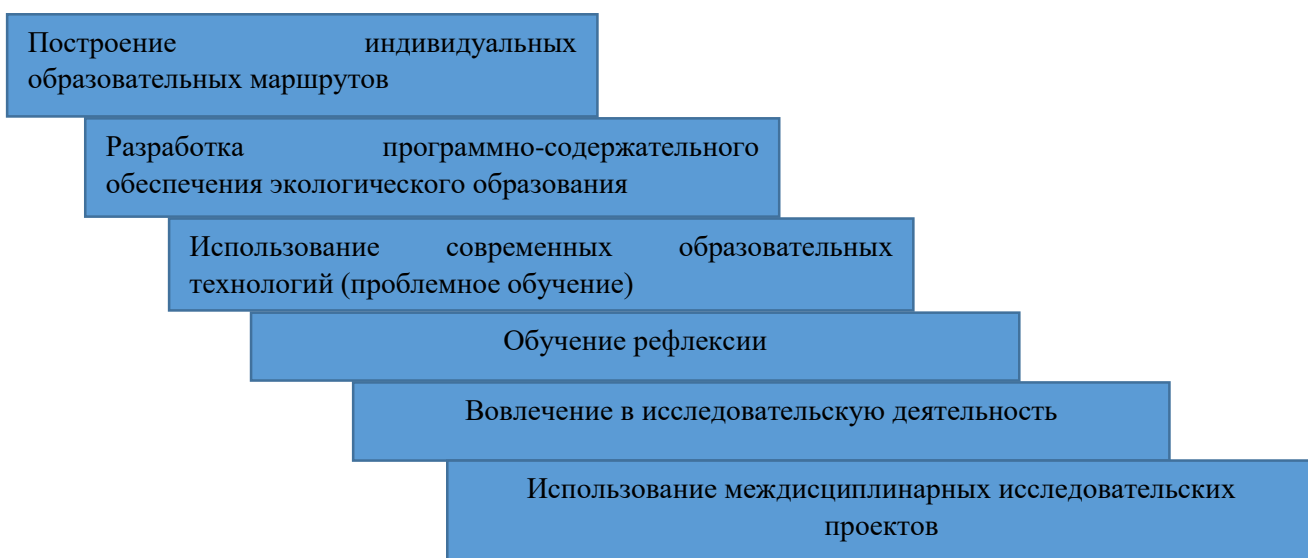 Построение индивидуальных
образовательных маршрутов
Разработка программно-содержательного
обеспечения экологического образования
Использование современных образовательных
технологий (проблемное обучение)
Обучение рефлексии
Вовлечение в исследовательскую деятельность
Использование междисциплинарных исследовательских
проектов